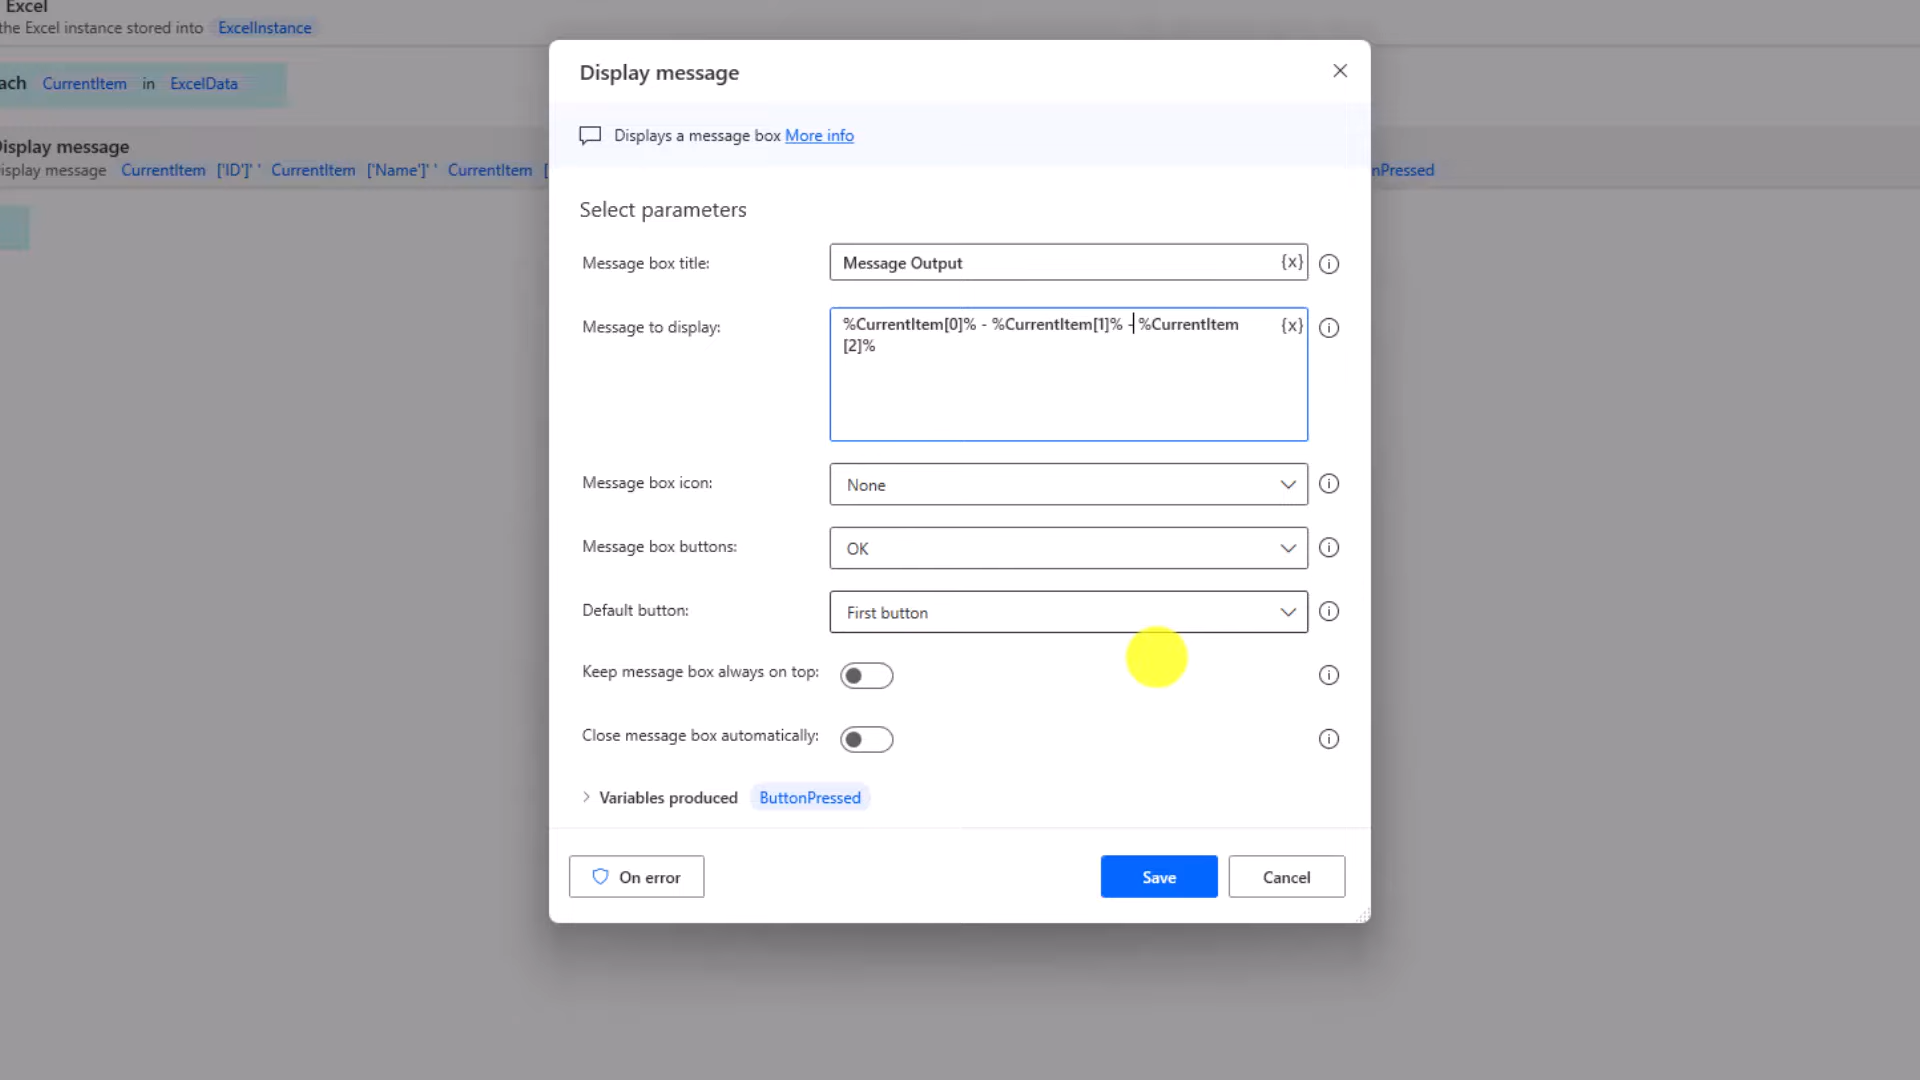 Excel
the Excel instance stored into ExcelInstance
ach CurrentItem in ExcelData
Display message
isplay message CurrentItem ['ID']' ' CurrentItem ['Name']' ' CurrentItem [ nPressed
Display message
Displays a message box More info
Select parameters
Message box title: Message Output {x}
Message to display: %CurrentItem[0]% - %CurrentItem[1]% - %CurrentItem {x}
[2]%
Message box icon: None
Message box buttons: OK
Default button: First button
Keep message box always on top:
Close message box automatically:
Variables produced ButtonPressed
On error Save Cancel